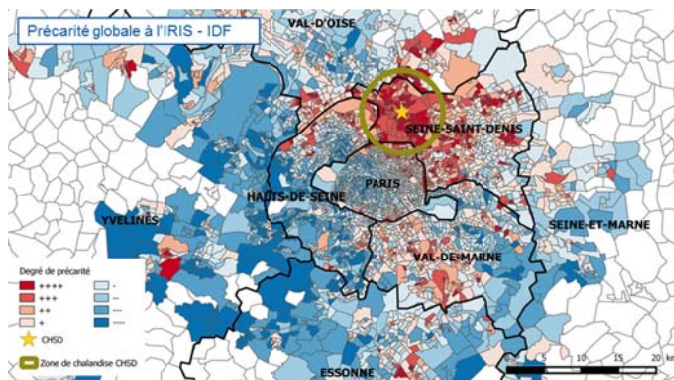 Précarité globale à l'IRIS - IDF
VAL-D'OISE
SEINE-SAINT-DENIS
PARIS
HAUTS-DE-SEINE
YVELINES
SEINE-ET-MARNE
VAL-DE-MARNE
ESSONNE
Degré de précarité
++++ -
+++ --
++ ---
+ ----
CHSD
Zone de chalandise CHSD
0 5 10 15 20 km